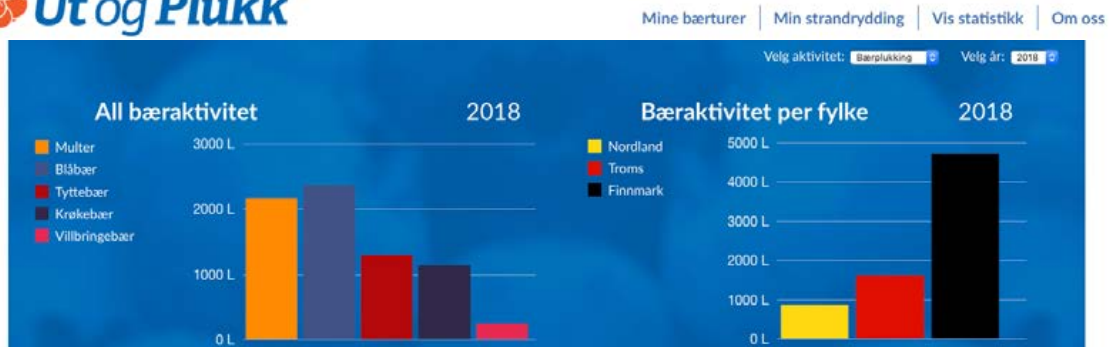 Ut og Plukk
Mine bærturer Min strandrydding Vis statistikk Om oss
Velg aktivitet: Bærplukking Velg år: 2018
All bæraktivitet 2018
Multer
Blåbær
Tyttebær
Krøkebær
Villbringebær
3000 L
2000 L
1000 L
0 L
Bæraktivitet per fylke 2018
Nordland
Troms
Finnmark
5000 L
4000 L
3000 L
2000 L
1000 L
0 L